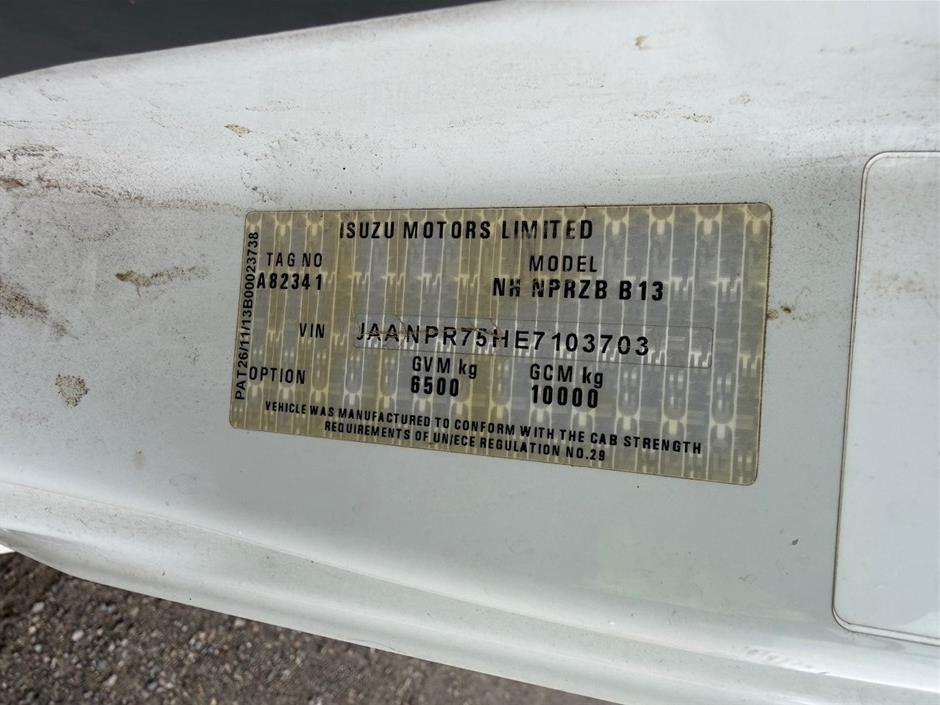 ISUZU MOTORS LIMITED
TAG NO MODEL
A82341 NH NPRZB B13
VIN JAANPR75HE7103703
GVM kg GCM kg
OPTION 6500 10000
VEHICLE WAS MANUFACTURED TO CONFORM WITH THE CAB STRENGTH
REQUIREMENTS OF UN/ECE REGULATION NO.29
PAT26/11/13B00023738